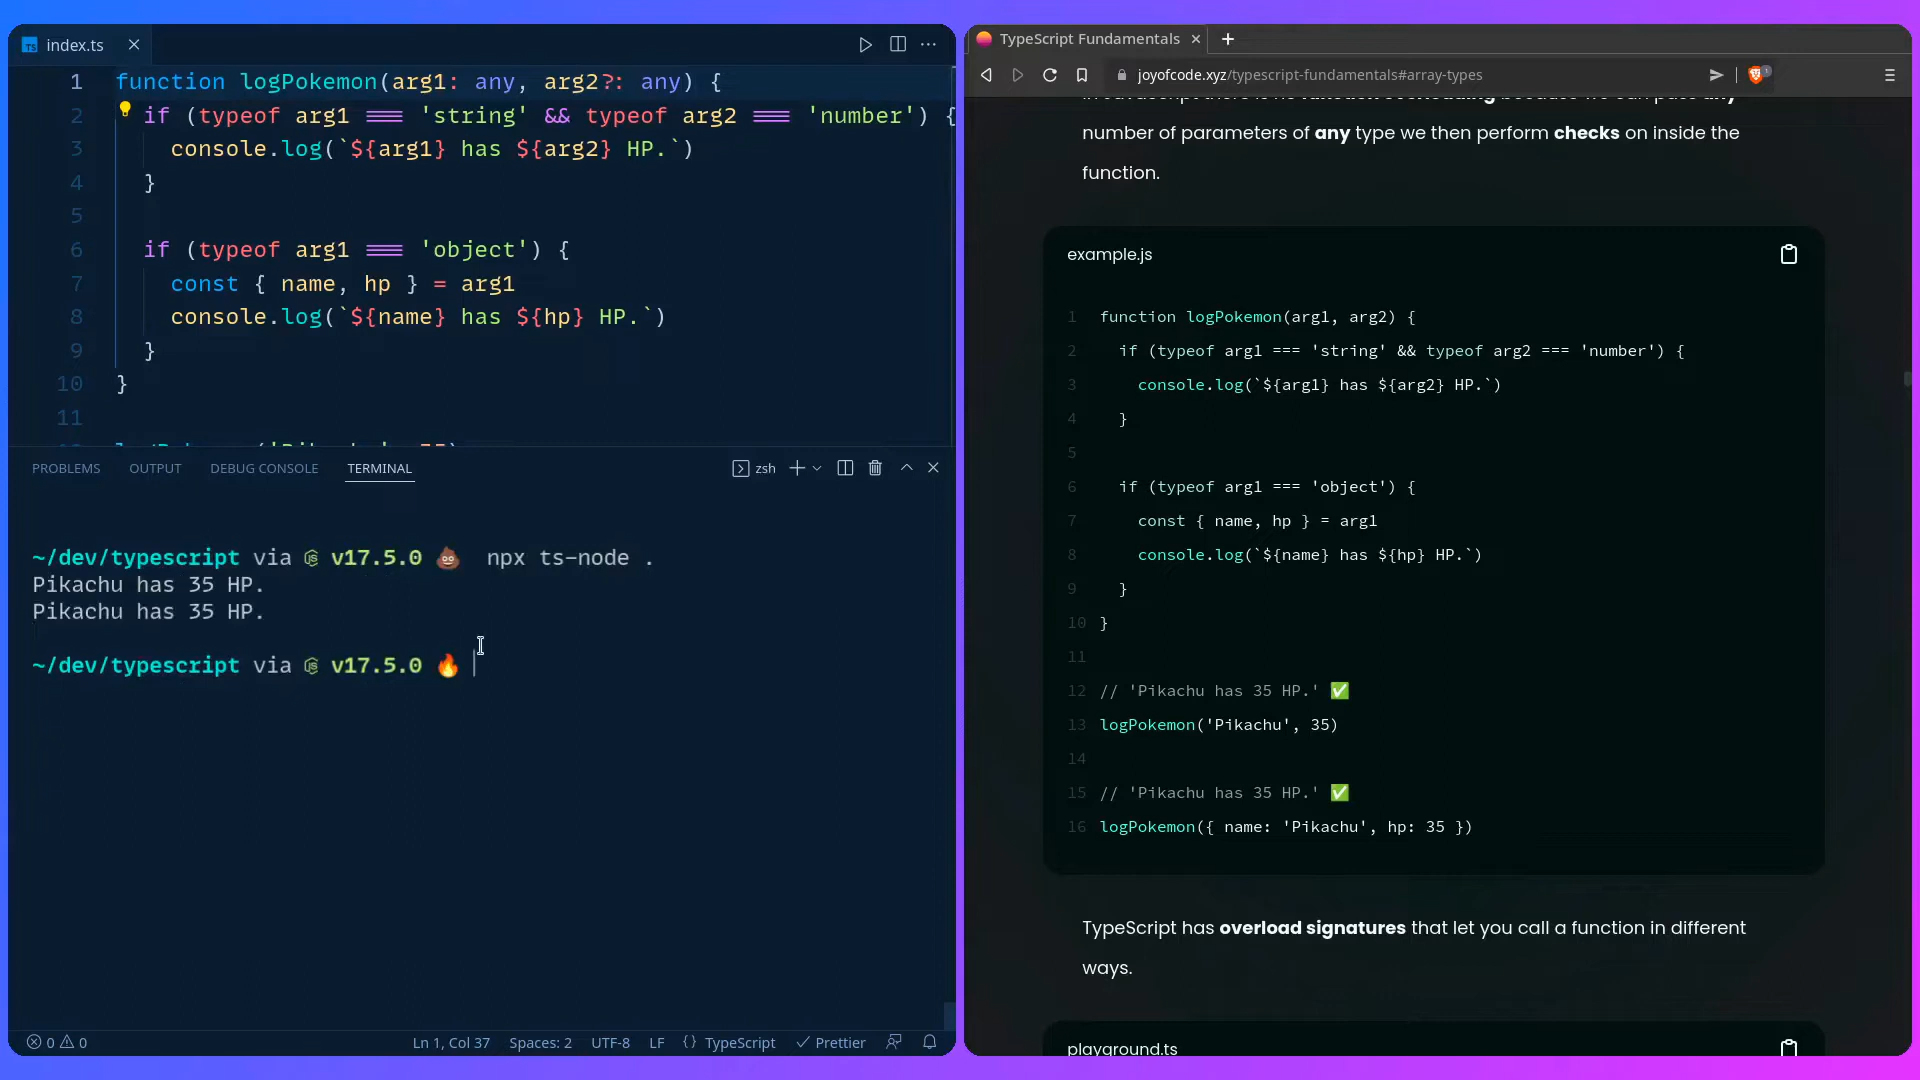 index.ts
1 function logPokemon(arg1: any, arg2?: any) {
2 if (typeof arg1 === 'string' && typeof arg2 === 'number') {
3 console.log(`${arg1} has ${arg2} HP.`)
4 }
5
6 if (typeof arg1 === 'object') {
7 const { name, hp } = arg1
8 console.log(`${name} has ${hp} HP.`)
9 }
10 }
11
PROBLEMS OUTPUT DEBUG CONSOLE TERMINAL zsh
~/dev/typescript via v17.5.0 💩 npx ts-node .
Pikachu has 35 HP.
Pikachu has 35 HP.
~/dev/typescript via v17.5.0 🔥
0 0 Ln 1, Col 37 Spaces: 2 UTF-8 LF {} TypeScript Prettier
TypeScript Fundamentals
joyofcode.xyz/typescript-fundamentals#array-types
number of parameters of any type we then perform checks on inside the
function.
example.js
1 function logPokemon(arg1, arg2) {
2 if (typeof arg1 === 'string' && typeof arg2 === 'number') {
3 console.log(`${arg1} has ${arg2} HP.`)
4 }
5
6 if (typeof arg1 === 'object') {
7 const { name, hp } = arg1
8 console.log(`${name} has ${hp} HP.`)
9 }
10 }
11
12 // 'Pikachu has 35 HP.' ✅
13 logPokemon('Pikachu', 35)
14
15 // 'Pikachu has 35 HP.' ✅
16 logPokemon({ name: 'Pikachu', hp: 35 })
TypeScript has overload signatures that let you call a function in different
ways.
playground.ts